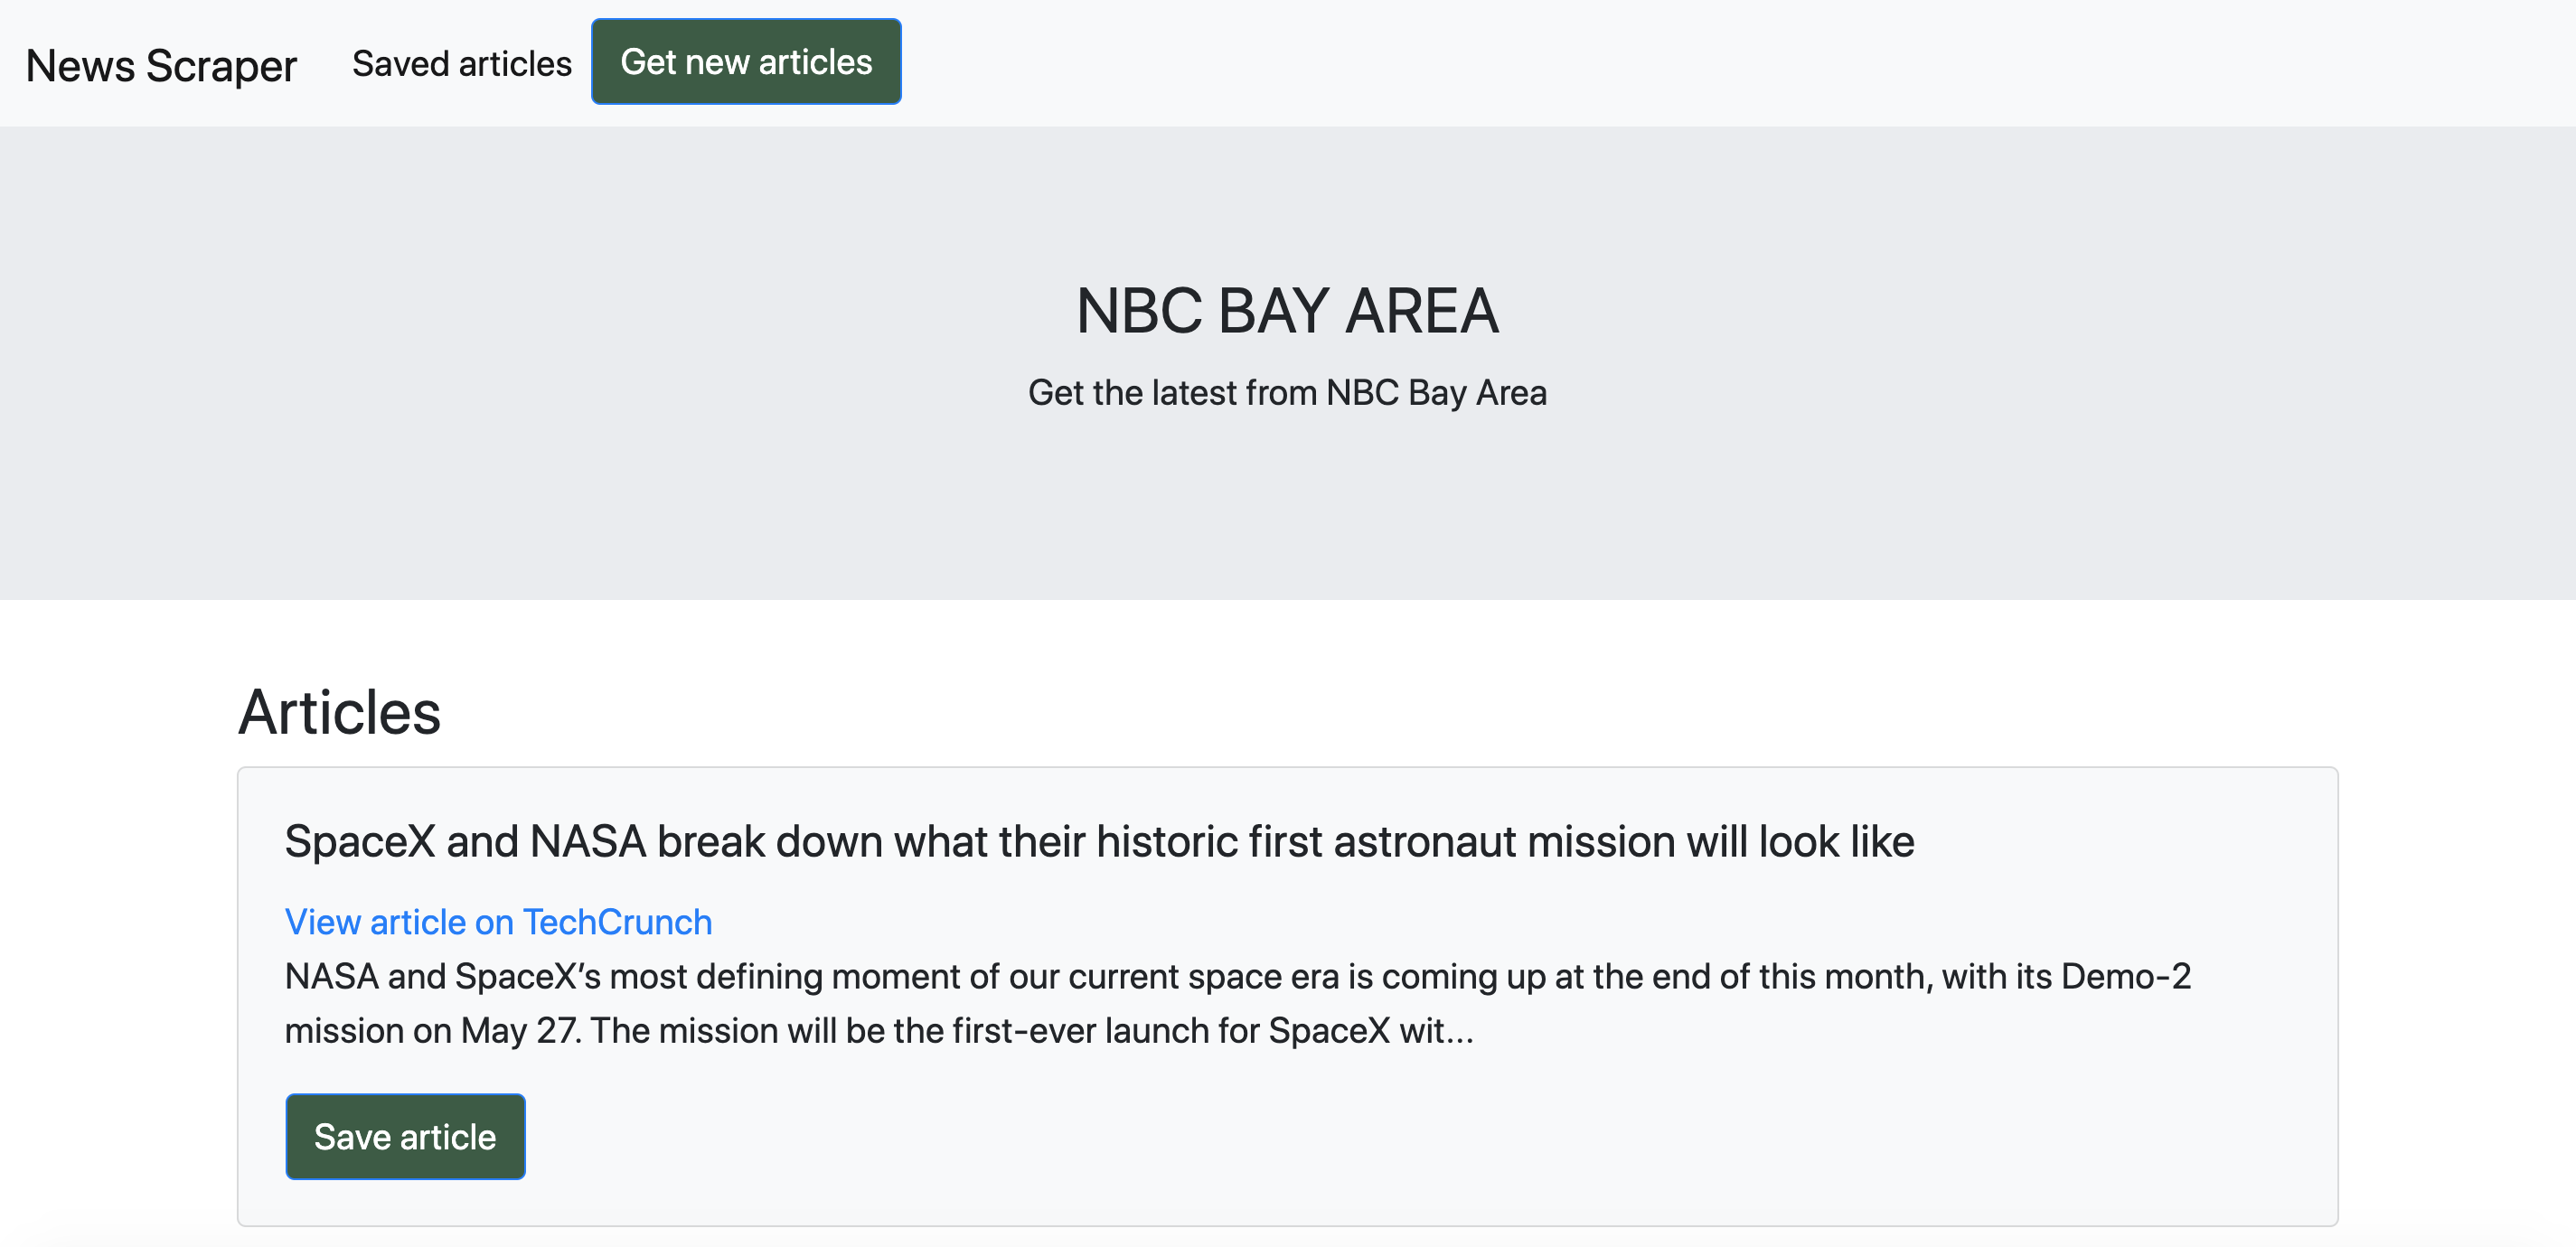 News Scraper Saved articles Get new articles
NBC BAY AREA
Get the latest from NBC Bay Area
Articles
SpaceX and NASA break down what their historic first astronaut mission will look like
View article on TechCrunch
NASA and SpaceX’s most defining moment of our current space era is coming up at the end of this month, with its Demo-2
mission on May 27. The mission will be the first-ever launch for SpaceX wit...
Save article